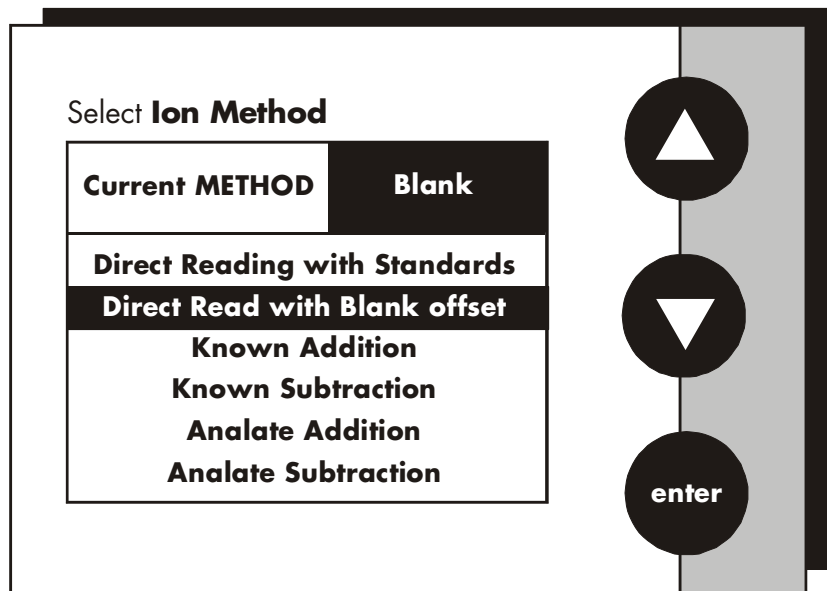 Select Ion Method
Current METHOD Blank
Direct Reading with Standards
Direct Read with Blank offset
Known Addition
Known Subtraction
Analate Addition
Analate Subtraction
enter